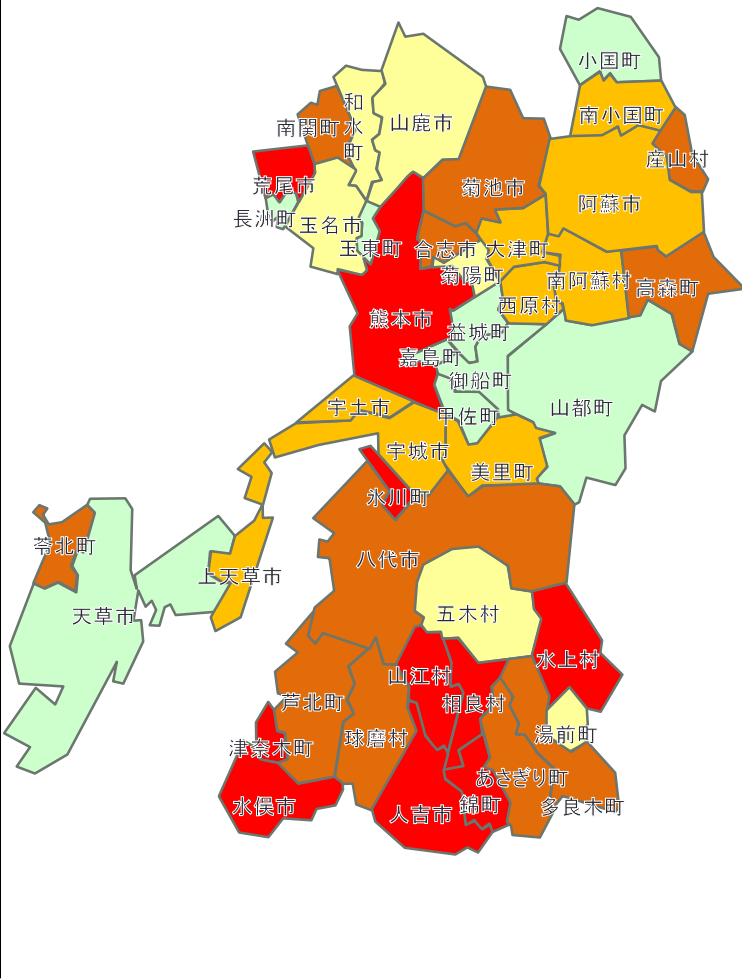 小国町
南小国町
和水町
山鹿市
南関町
産山村
荒尾市
菊池市
阿蘇市
長洲町
玉名市
玉東町
合志市
大津町
菊陽町
南阿蘇村
高森町
西原村
熊本市
益城町
嘉島町
御船町
宇土市
甲佐町
山都町
宇城市
美里町
氷川町
苓北町
八代市
上天草市
天草市
五木村
水上村
山江村
芦北町
相良村
湯前町
球磨村
津奈木町
あさぎり町
水俣市
錦町
多良木町
人吉市